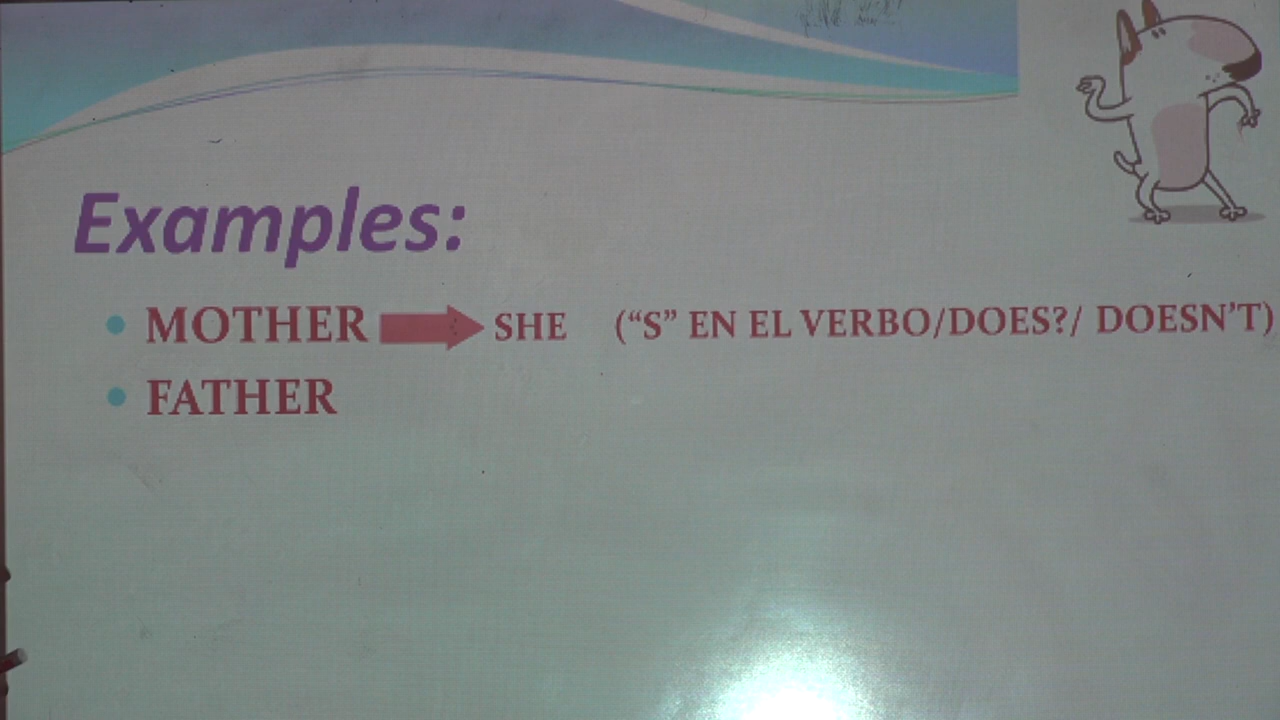 Examples:
MOTHER SHE (“S” EN EL VERBO/DOES?/ DOESN’T)
FATHER